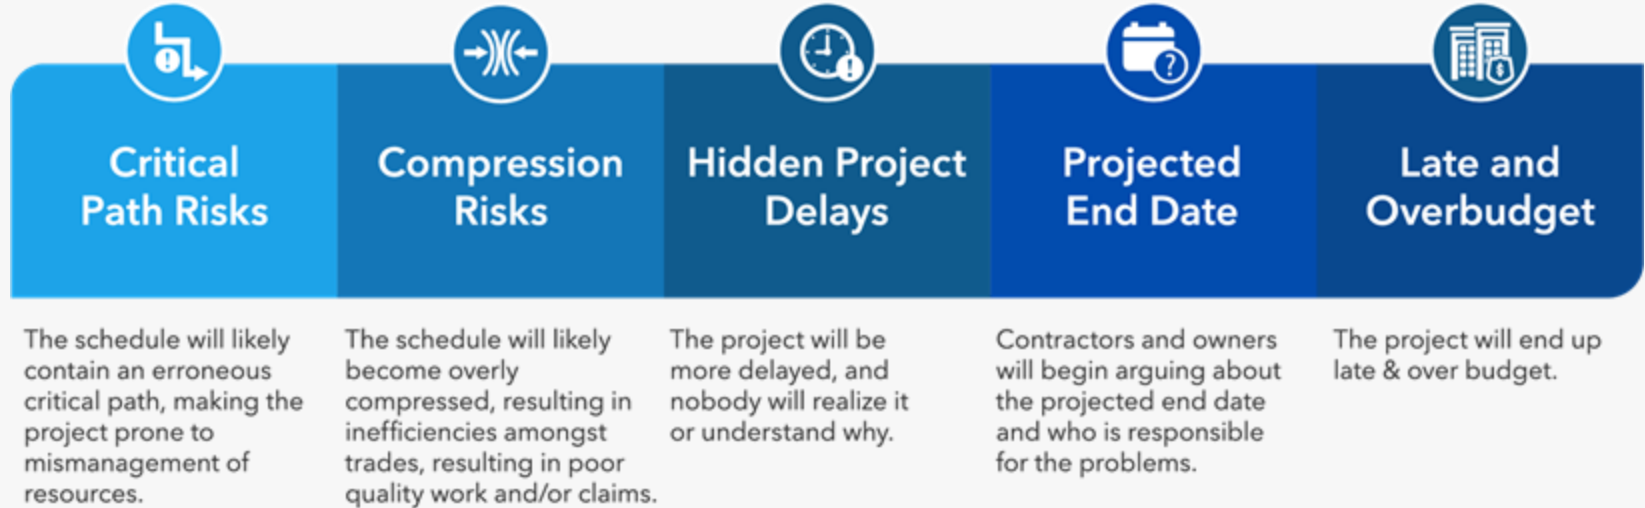 Critical
Path Risks
Compression
Risks
Hidden Project
Delays
Projected
End Date
Late and
Overbudget
The schedule will likely
contain an erroneous
critical path, making the
project prone to
mismanagement of
resources.
The schedule will likely
become overly
compressed, resulting in
inefficiencies amongst
trades, resulting in poor
quality work and/or claims.
The project will be
more delayed, and
nobody will realize it
or understand why.
Contractors and owners
will begin arguing about
the projected end date
and who is responsible
for the problems.
The project will end up
late & over budget.